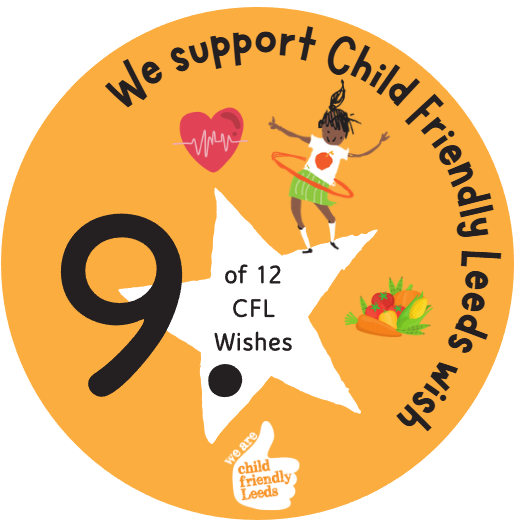 We support Child Friendly Leeds wish
9.
of 12
CFL
Wishes
we are
child
friendly
Leeds